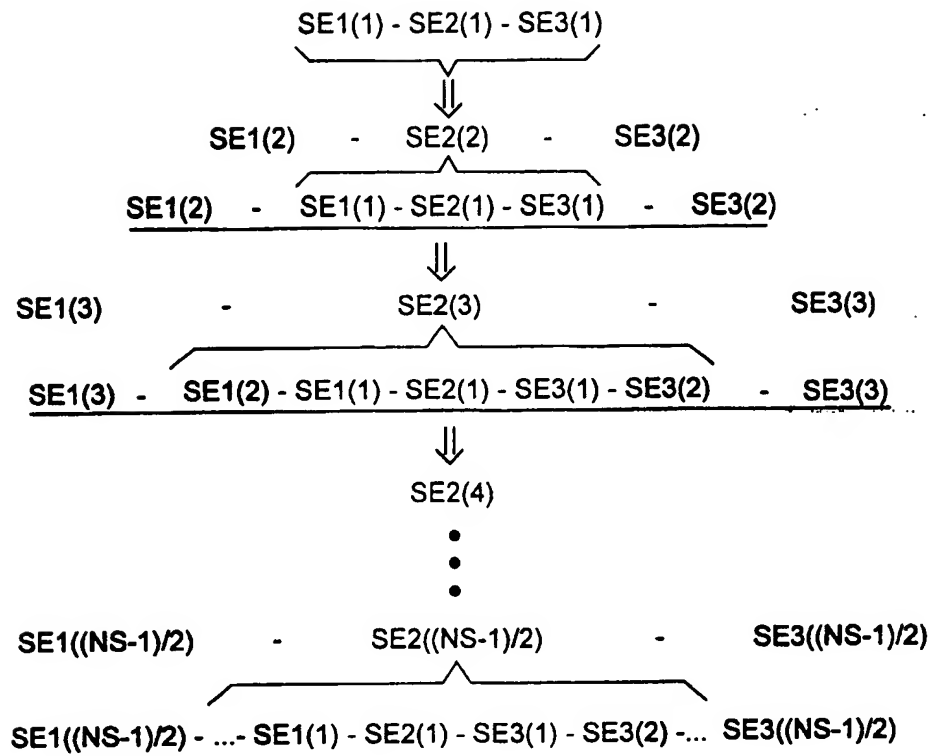 SE1(1) - SE2(1) - SE3(1)
⇓
SE1(2) - SE2(2) - SE3(2)
SE1(2) - SE1(1) - SE2(1) - SE3(1) - SE3(2)
⇓
SE1(3) - SE2(3) - SE3(3)
SE1(3) - SE1(2) - SE1(1) - SE2(1) - SE3(1) - SE3(2) - SE3(3)
⇓
SE2(4)
•
•
•
SE1((NS-1)/2) - SE2((NS-1)/2) - SE3((NS-1)/2)
SE1((NS-1)/2) - ...- SE1(1) - SE2(1) - SE3(1) - SE3(2) -... SE3((NS-1)/2)